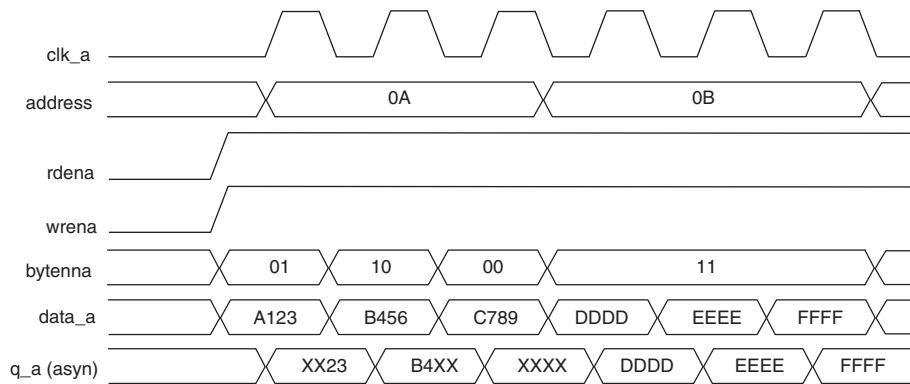 clk_a
address 0A 0B
rdena
wrena
bytenna 01 10 00 11
data_a A123 B456 C789 DDDD EEEE FFFF
q_a (asyn) XX23 B4XX XXXX DDDD EEEE FFFF